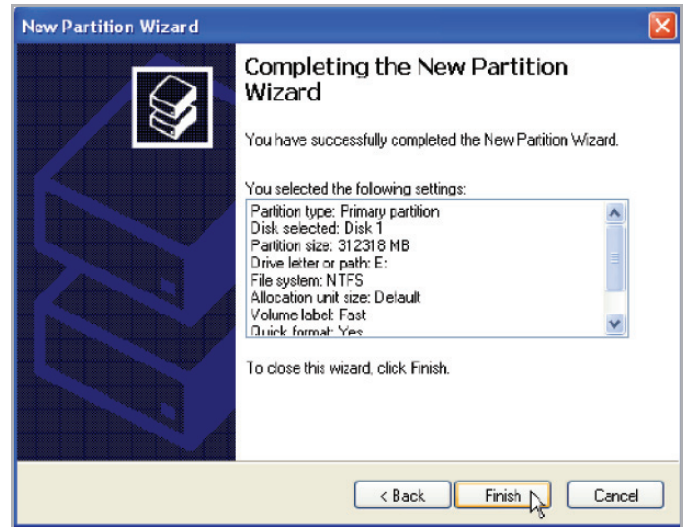 New Partition Wizard
Completing the New Partition
Wizard
You have successfully completed the New Partition Wizard.
You selected the following settings:
Partition type: Primary partition
Disk selected: Disk 1
Partition size: 312318 MB
Drive letter or path: E:
File system: NTFS
Allocation unit size: Default
Volume label: Fast
Quick format: Yes
To close this wizard, click Finish.
< Back
Finish
Cancel